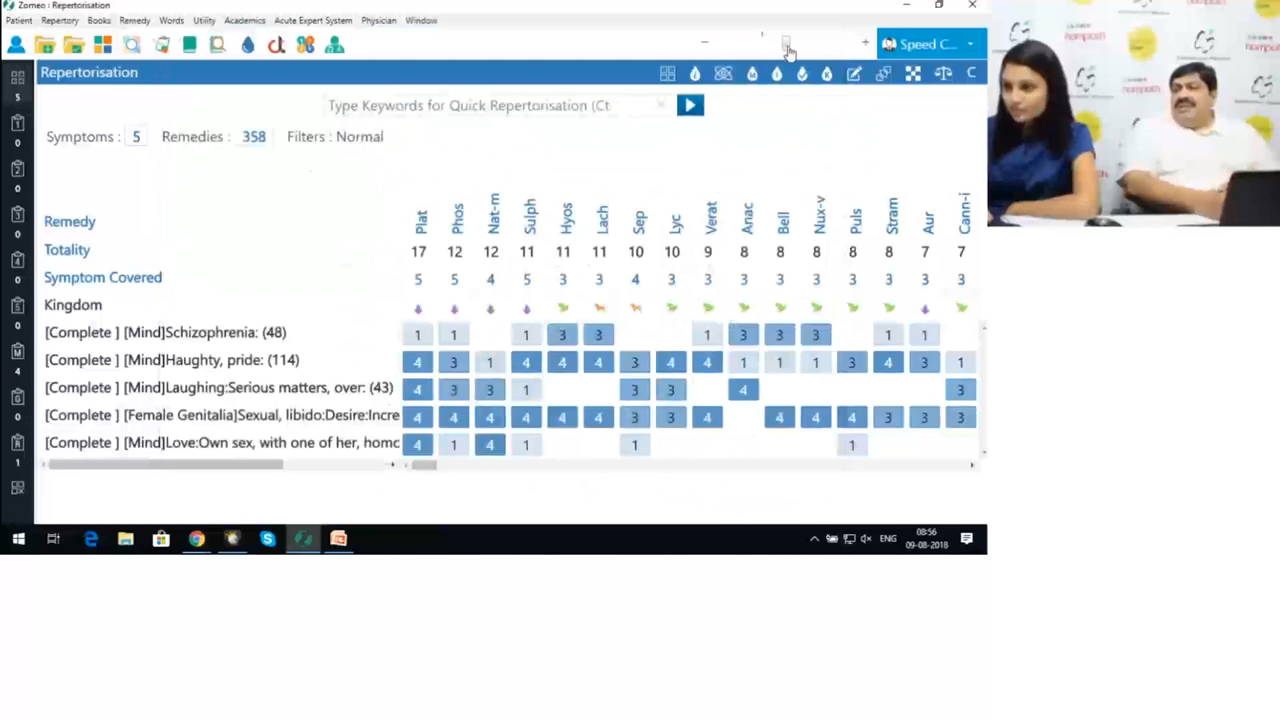 Zomeo : Repertorisation
Patient Repertory Books Remedy Words Utility Academics Acute Expert System Physician Window
Speed C...
Repertorisation
C
Type Keywords for Quick Repertorisation (Ct
Symptoms : 5 Remedies : 358 Filters : Normal
Remedy Plat Phos Nat-m Sulph Hyos Lach Sep Lyc Verat Anac Bell Nux-v Puls Stram Aur Cann-i
Totality 17 12 12 11 11 11 10 10 9 8 8 8 8 8 7 7
Symptom Covered 5 5 4 5 3 3 4 3 3 3 3 3 3 3 3 3
Kingdom
[Complete ] [Mind]Schizophrenia: (48) 1 1 1 3 3 1 3 3 3 1 1
[Complete ] [Mind]Haughty, pride: (114) 4 3 1 4 4 4 3 4 4 1 1 1 3 4 3 1
[Complete ] [Mind]Laughing:Serious matters, over: (43) 4 3 3 1 3 3 4 3
[Complete ] [Female Genitalia]Sexual, libido:Desire:Incre 4 4 4 4 4 4 3 3 4 4 4 4 3 3 3
[Complete ] [Mind]Love:Own sex, with one of her, homc 4 1 4 1 1 1
5
0
0
0
0
0
M
4
0
R
1
ENG
08:56
09-08-2018